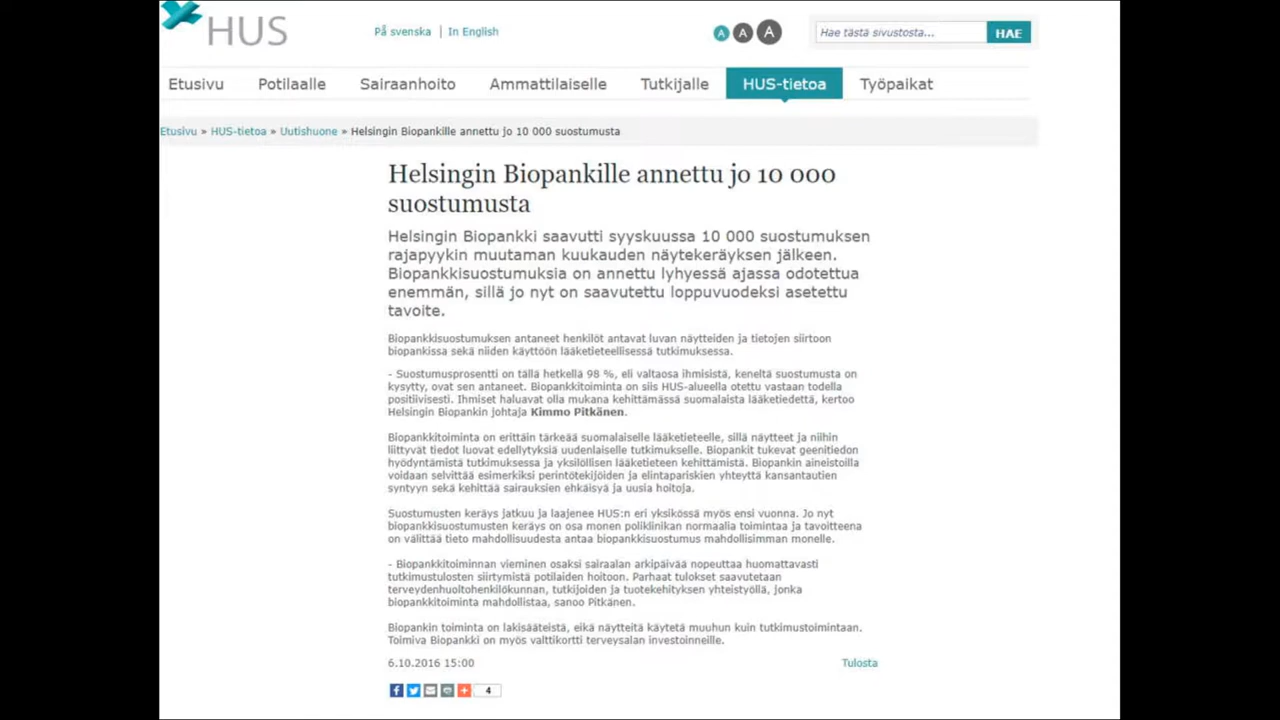 HUS
På svenska | In English
A A A
Hae tästä sivustosta...
HAE
Etusivu Potilaalle Sairaanhoito Ammattilaiselle Tutkijalle HUS-tietoa Työpaikat
Etusivu » HUS-tietoa » Uutishuone » Helsingin Biopankille annettu jo 10 000 suostumusta
Helsingin Biopankille annettu jo 10 000
suostumusta
Helsingin Biopankki saavutti syyskuussa 10 000 suostumuksen
rajapyykin muutaman kuukauden näytekeräyksen jälkeen.
Biopankkisuostumuksia on annettu lyhyessä ajassa odotettua
enemmän, sillä jo nyt on saavutettu loppuvuodeksi asetettu
tavoite.
Biopankkisuostumuksen antaneet henkilöt antavat luvan näytteiden ja tietojen siirtoon
biopankissa sekä niiden käyttöön lääketieteellisessä tutkimuksessa.
- Suostumusprosentti on tällä hetkellä 98 %, eli valtaosa ihmisistä, keneltä suostumusta on
kysytty, ovat sen antaneet. Biopankkitoiminta on siis HUS-alueella otettu vastaan todella
positiivisesti. Ihmiset haluavat olla mukana kehittämässä suomalaista lääketiedettä, kertoo
Helsingin Biopankin johtaja Kimmo Pitkänen.
Biopankkitoiminta on erittäin tärkeää suomalaiselle lääketieteelle, sillä näytteet ja niihin
liittyvät tiedot luovat edellytyksiä uudenlaiselle tutkimukselle. Biopankit tukevat geenitiedon
hyödyntämistä tutkimuksessa ja yksilöllisen lääketieteen kehittämistä. Biopankin aineistoilla
voidaan selvittää esimerkiksi perintötekijöiden ja elintapariskien yhteyttä kansantautien
syntyyn sekä kehittää sairauksien ehkäisyä ja uusia hoitoja.
Suostumusten keräys jatkuu ja laajenee HUS:n eri yksikössä myös ensi vuonna. Jo nyt
biopankkisuostumusten keräys on osa monen poliklinikan normaalia toimintaa ja tavoitteena
on välittää tieto mahdollisuudesta antaa biopankkisuostumus mahdollisimman monelle.
- Biopankkitoiminnan vieminen osaksi sairaalan arkipäivää nopeuttaa huomattavasti
tutkimustulosten siirtymistä potilaiden hoitoon. Parhaat tulokset saavutetaan
terveydenhuoltohenkilökunnan, tutkijoiden ja tuotekehityksen yhteistyöllä, jonka
biopankkitoiminta mahdollistaa, sanoo Pitkänen.
Biopankin toiminta on lakisääteistä, eikä näytteitä käytetä muuhun kuin tutkimustoimintaan.
Toimiva Biopankki on myös valttikortti terveysalan investoinneille.
6.10.2016 15:00 Tulosta
4